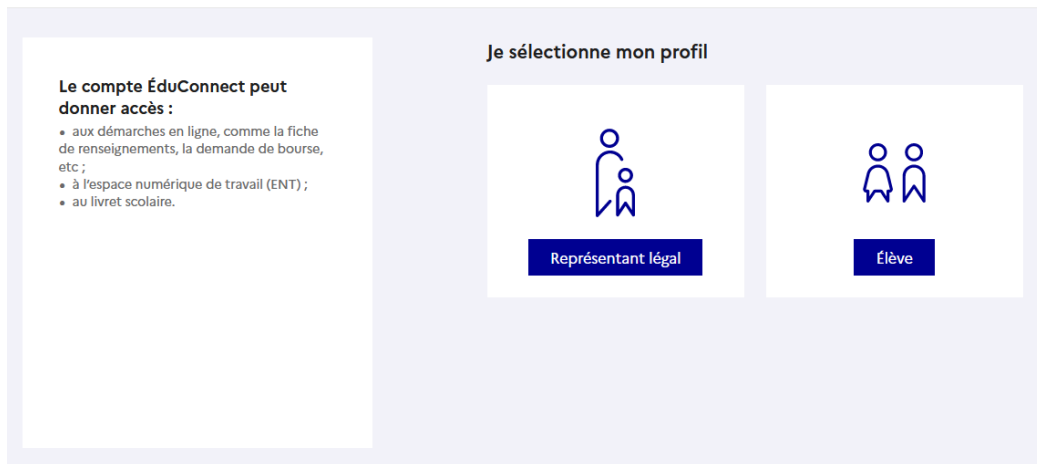 Le compte ÉduConnect peut
donner accès :
• aux démarches en ligne, comme la fiche
de renseignements, la demande de bourse,
etc ;
• à l'espace numérique de travail (ENT) ;
• au livret scolaire.
Je sélectionne mon profil
Représentant légal
Élève